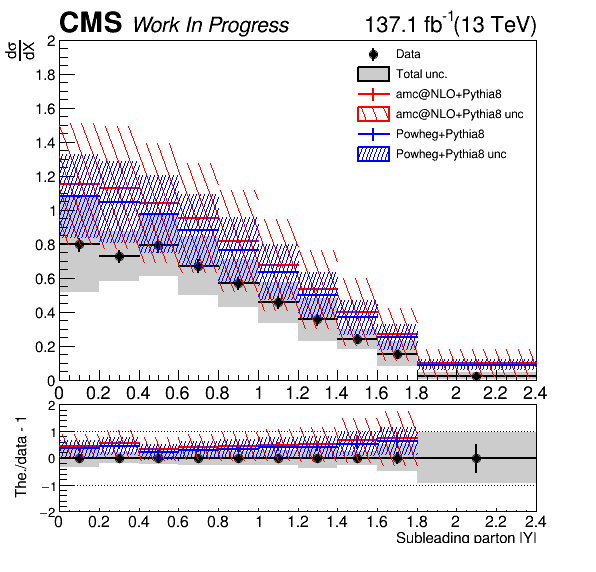 CMS Work In Progress 137.1 fb⁻¹(13 TeV)
dσ
dX
2
1.8
1.6
1.4
1.2
1
0.8
0.6
0.4
0.2
0
Data
Total unc.
amc@NLO+Pythia8
amc@NLO+Pythia8 unc
Powheg+Pythia8
Powheg+Pythia8 unc
0 0.2 0.4 0.6 0.8 1 1.2 1.4 1.6 1.8 2 2.2 2.4
The./data - 1
2
1
0
−1
−2
0 0.2 0.4 0.6 0.8 1 1.2 1.4 1.6 1.8 2 2.2 2.4
Subleading parton |Y|